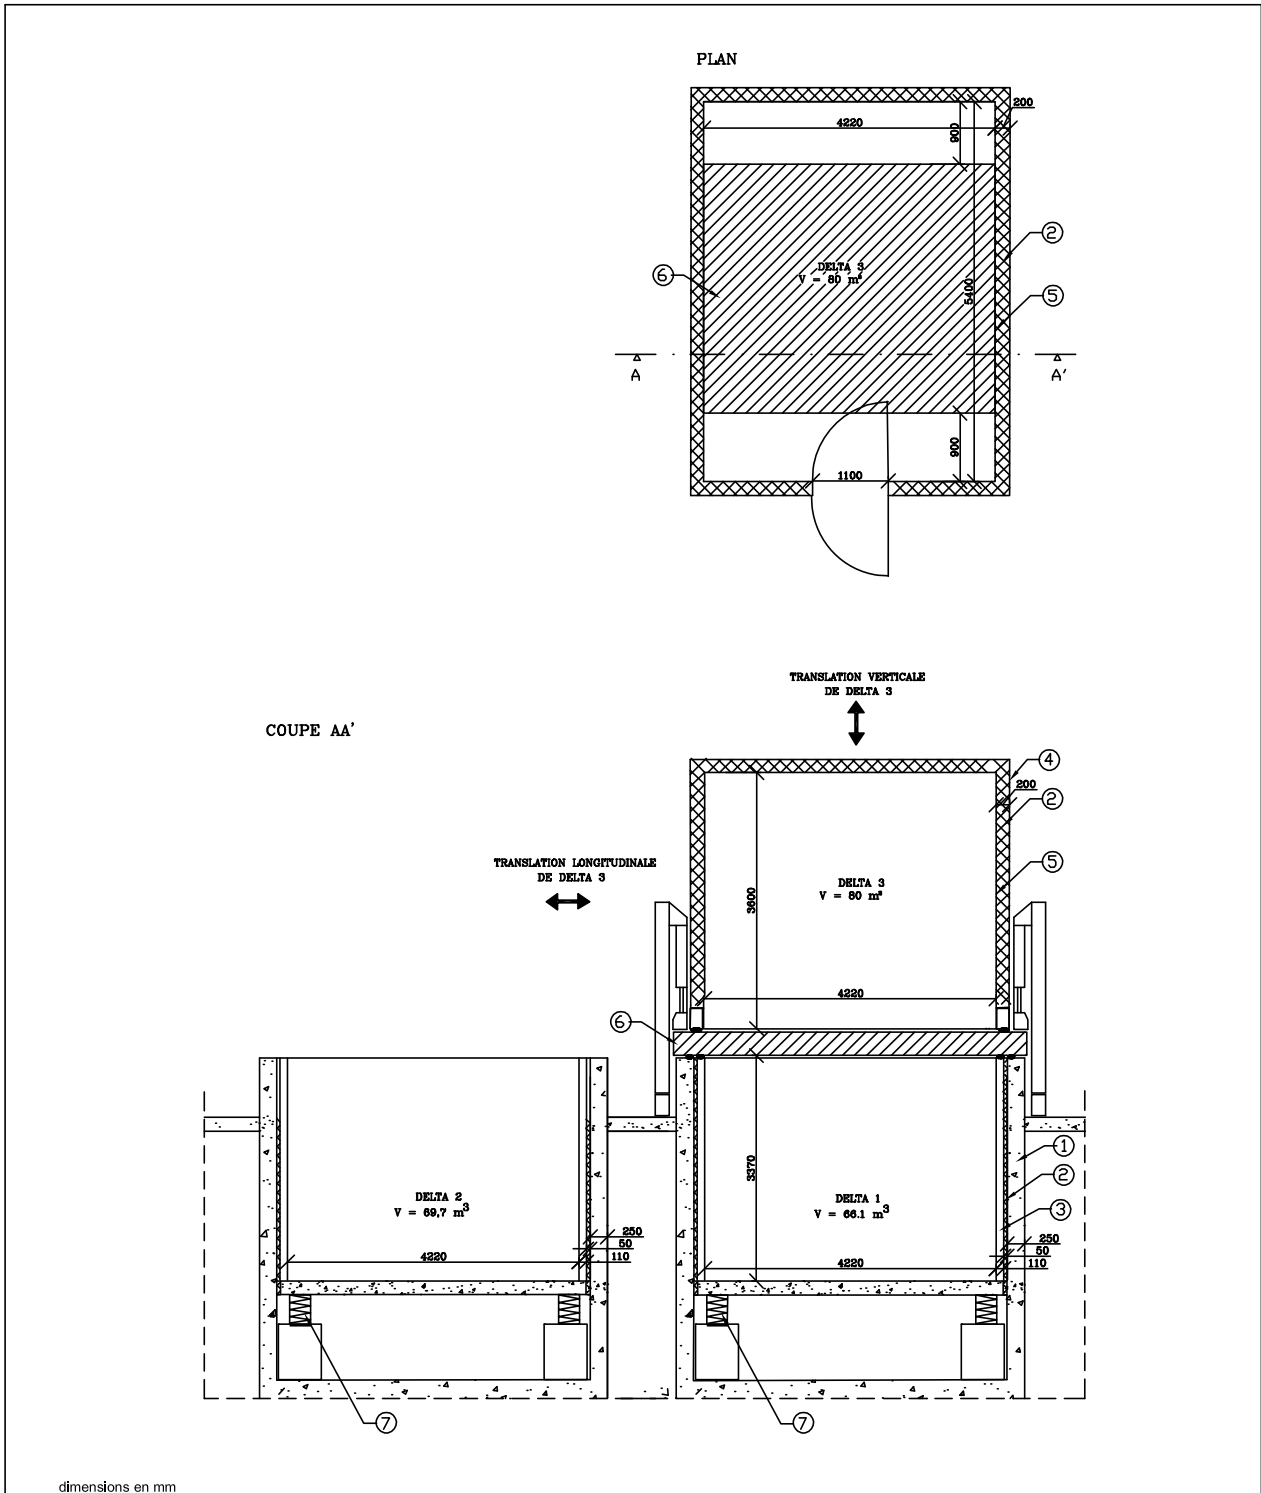 PLAN
200
4220
900
2
DELTA 3
6
V = 80 m³
5400
5
A
A'
900
1100
TRANSLATION VERTICALE
DE DELTA 3
COUPE AA'
4
200
2
TRANSLATION LONGITUDINALE
DE DELTA 3
5
DELTA 3
V = 80 m³
3600
4220
6
1
3370
2
DELTA 2
V = 69,7 m³
DELTA 1
V = 66.1 m³
3
250
50
110
4220
250
50
110
4220
7
7
dimensions en mm